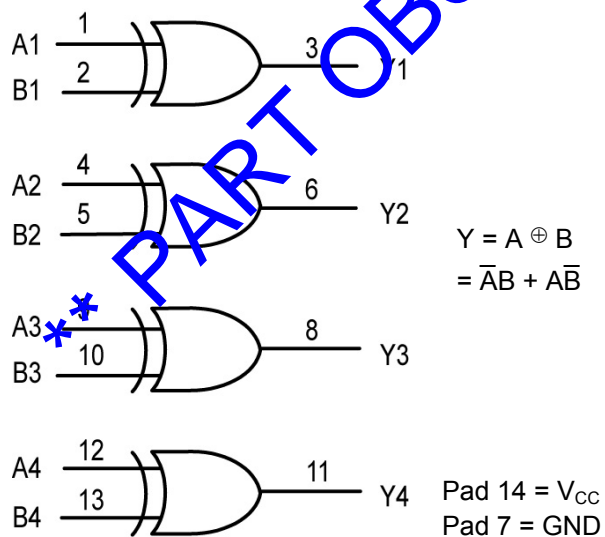 A1 1
B1 2
3 Y1
A2 4
B2 5
6 Y2
Y = A ⊕ B
= A̅B + AB̅
A3
B3 10
8 Y3
A4 12
B4 13
11 Y4
Pad 14 = VCC
Pad 7 = GND
** PART